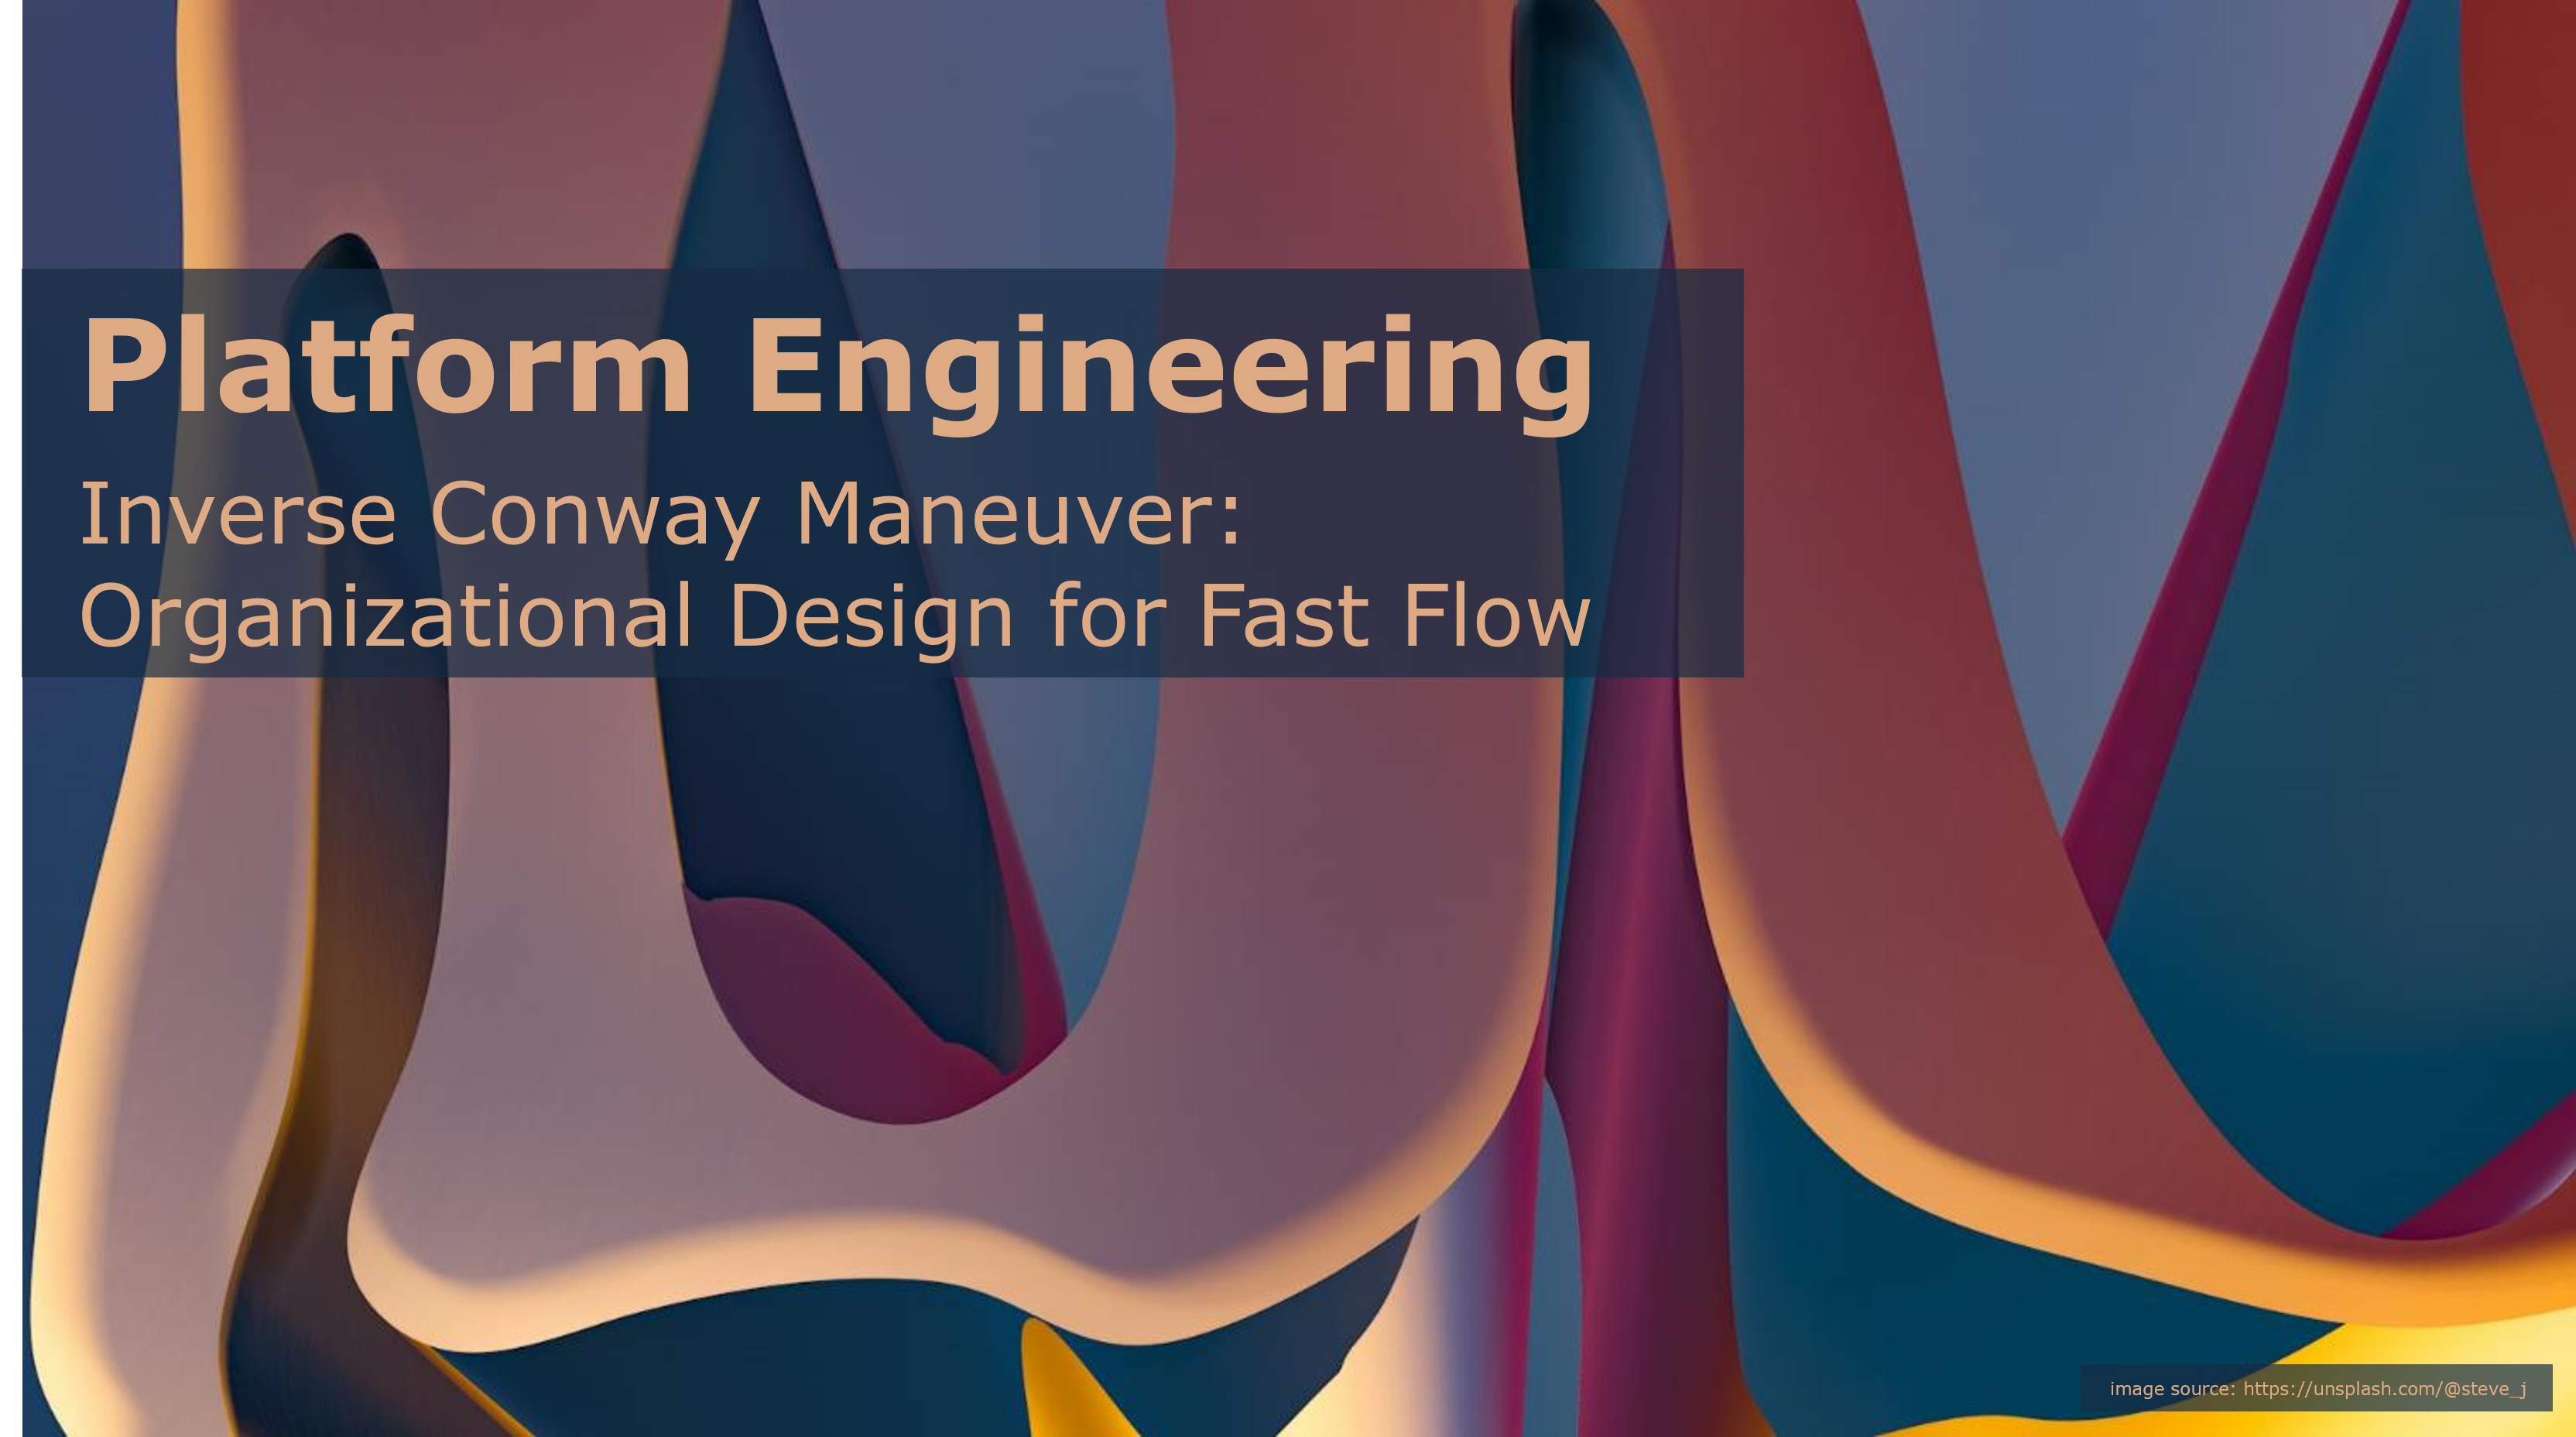 Platform Engineering
Inverse Conway Maneuver:
Organizational Design for Fast Flow
image source: https://unsplash.com/@steve_j